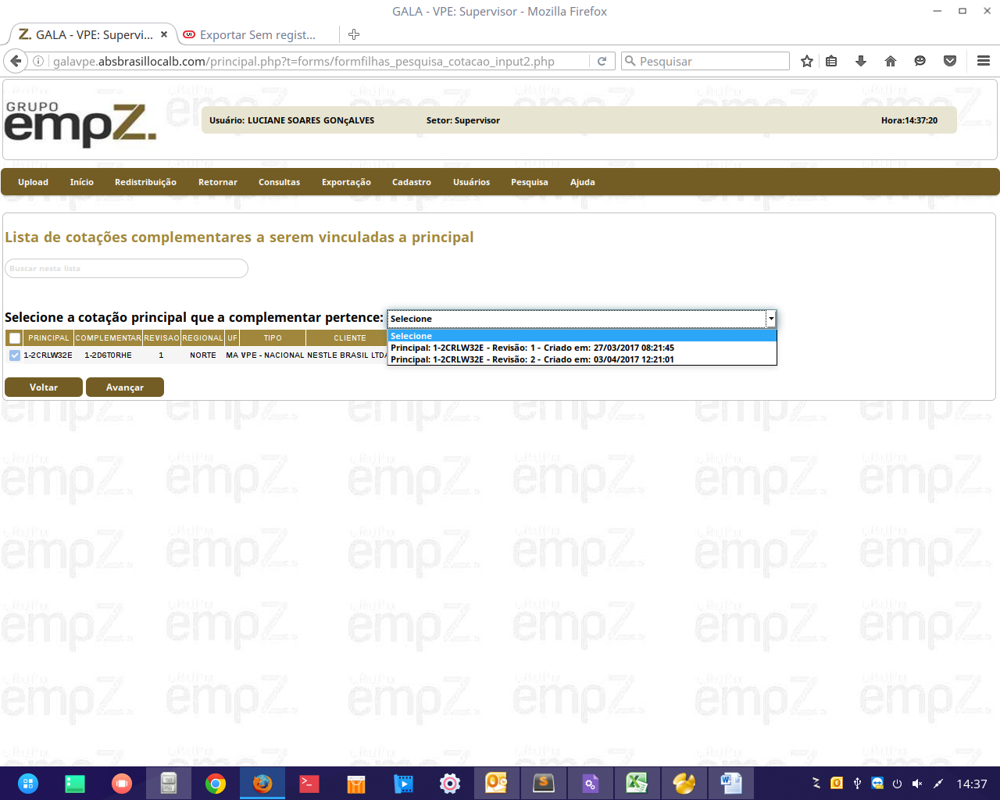 GALA - VPE: Supervisor - Mozilla Firefox
Z. GALA - VPE: Supervi... × UI Exportar Sem regist...
galavpe.absbrasillocalb.com/principal.php?t=forms/formfilhas_pesquisa_cotacao_input2.php Pesquisar
GRUPO
empZ.
Usuário: LUCIANE SOARES GONçALVES Setor: Supervisor Hora:14:37:20
Upload Início Redistribuição Retornar Consultas Exportação Cadastro Usuários Pesquisa Ajuda
Lista de cotações complementares a serem vinculadas a principal
Buscar nesta lista
Selecione a cotação principal que a complementar pertence: Selecione
Selecione
Principal: 1-2CRLW32E - Revisão: 1 - Criado em: 27/03/2017 08:21:45
Principal: 1-2CRLW32E - Revisão: 2 - Criado em: 03/04/2017 12:21:01
PRINCIPAL COMPLEMENTAR REVISAO REGIONAL UF TIPO CLIENTE
1-2CRLW32E 1-2D6T0RHE 1 NORTE MA VPE - NACIONAL NESTLE BRASIL LTDA
Voltar Avançar
14:37